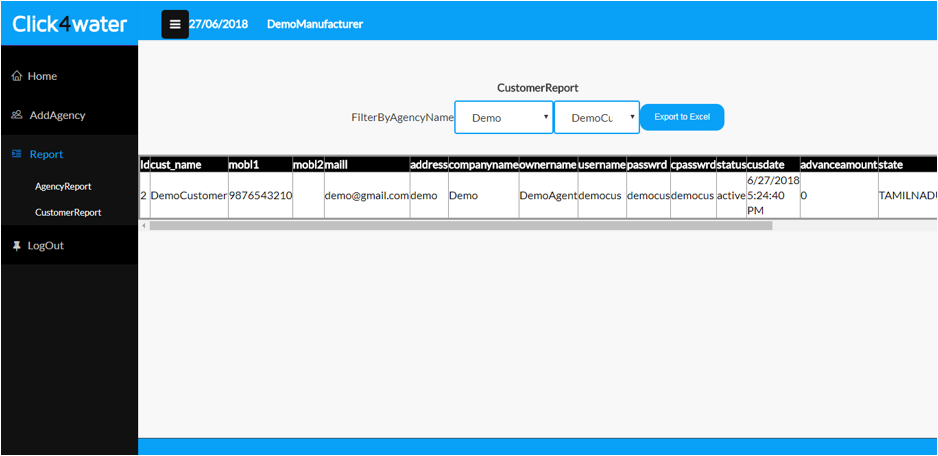 Click4water
27/06/2018 DemoManufacturer
Home
AddAgency
Report
AgencyReport
CustomerReport
LogOut
CustomerReport
FilterByAgencyName Demo DemoCu Export to Excel
Id cust_name mobl1 mobl2 maill address companyname ownername username passwrd cpasswrd status cusdate advanceamount state
2 DemoCustomer 9876543210 demo@gmail.com demo Demo DemoAgent democus democus democus active 6/27/2018 5:24:40 PM 0 TAMILNADU